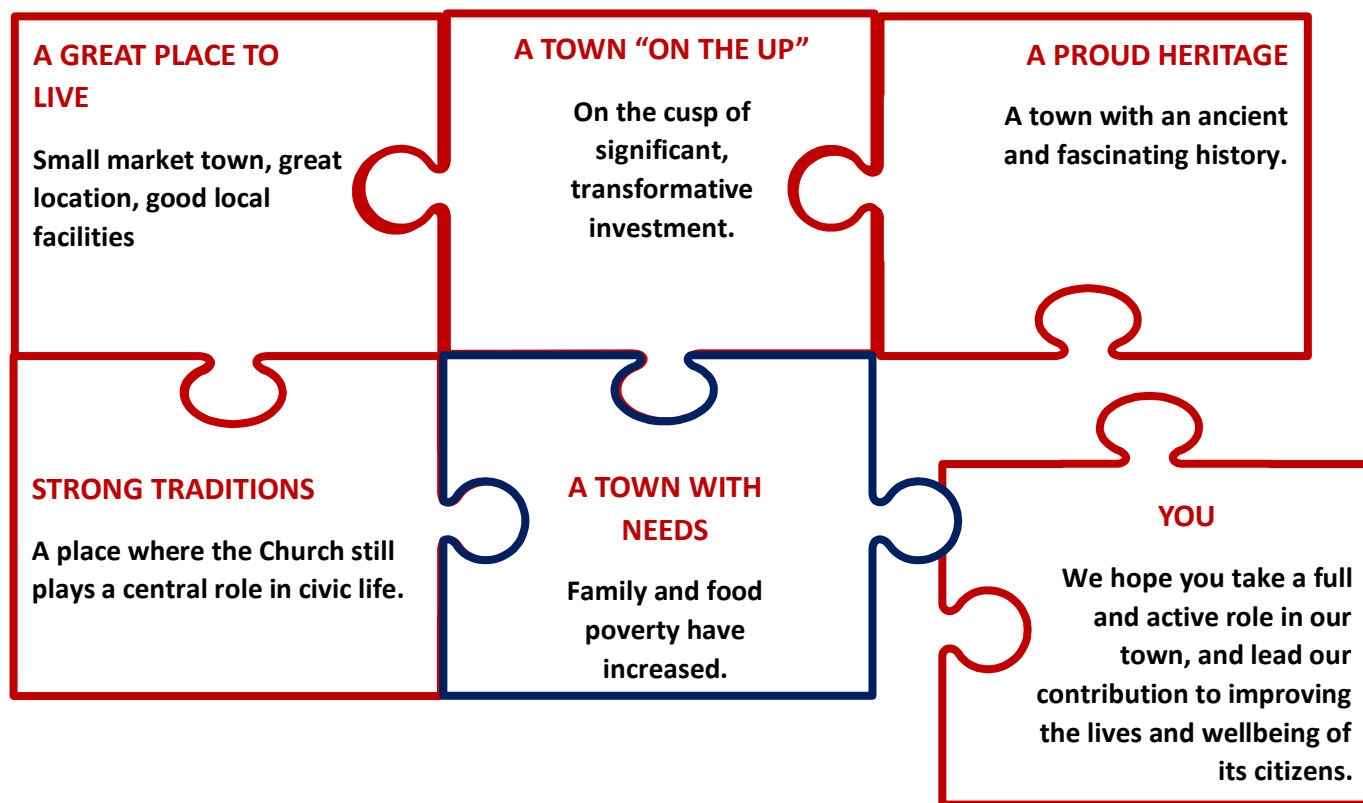 A GREAT PLACE TO
LIVE
Small market town, great
location, good local
facilities
A TOWN “ON THE UP”
On the cusp of
significant,
transformative
investment.
A PROUD HERITAGE
A town with an ancient
and fascinating history.
STRONG TRADITIONS
A place where the Church still
plays a central role in civic life.
A TOWN WITH
NEEDS
Family and food
poverty have
increased.
YOU
We hope you take a full
and active role in our
town, and lead our
contribution to improving
the lives and wellbeing of
its citizens.